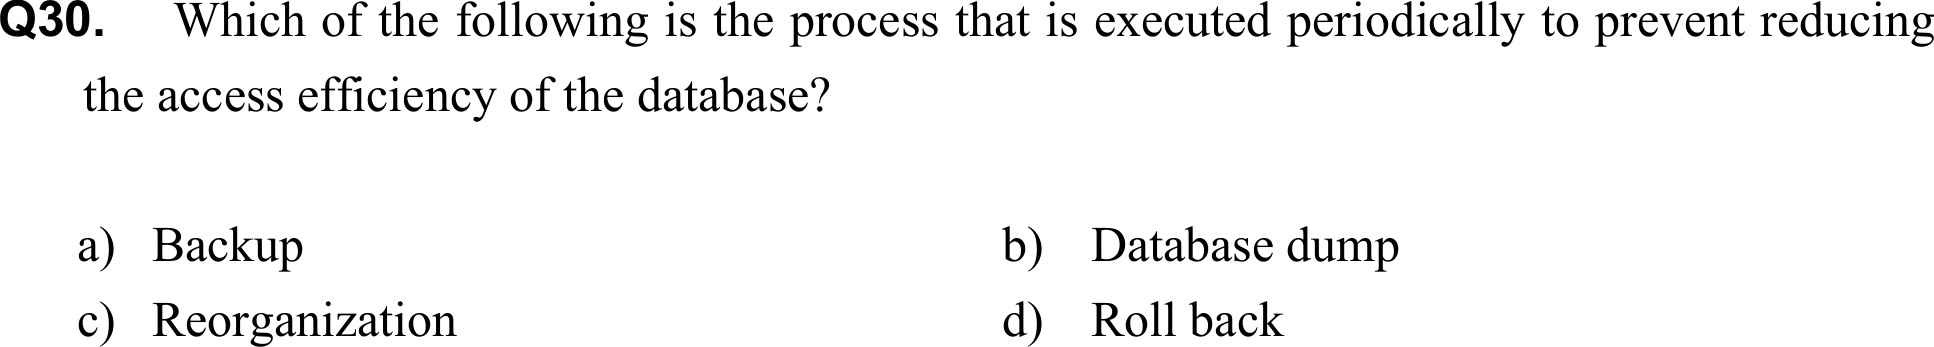 Q30. Which of the following is the process that is executed periodically to prevent reducing
the access efficiency of the database?
a) Backup b) Database dump
c) Reorganization d) Roll back